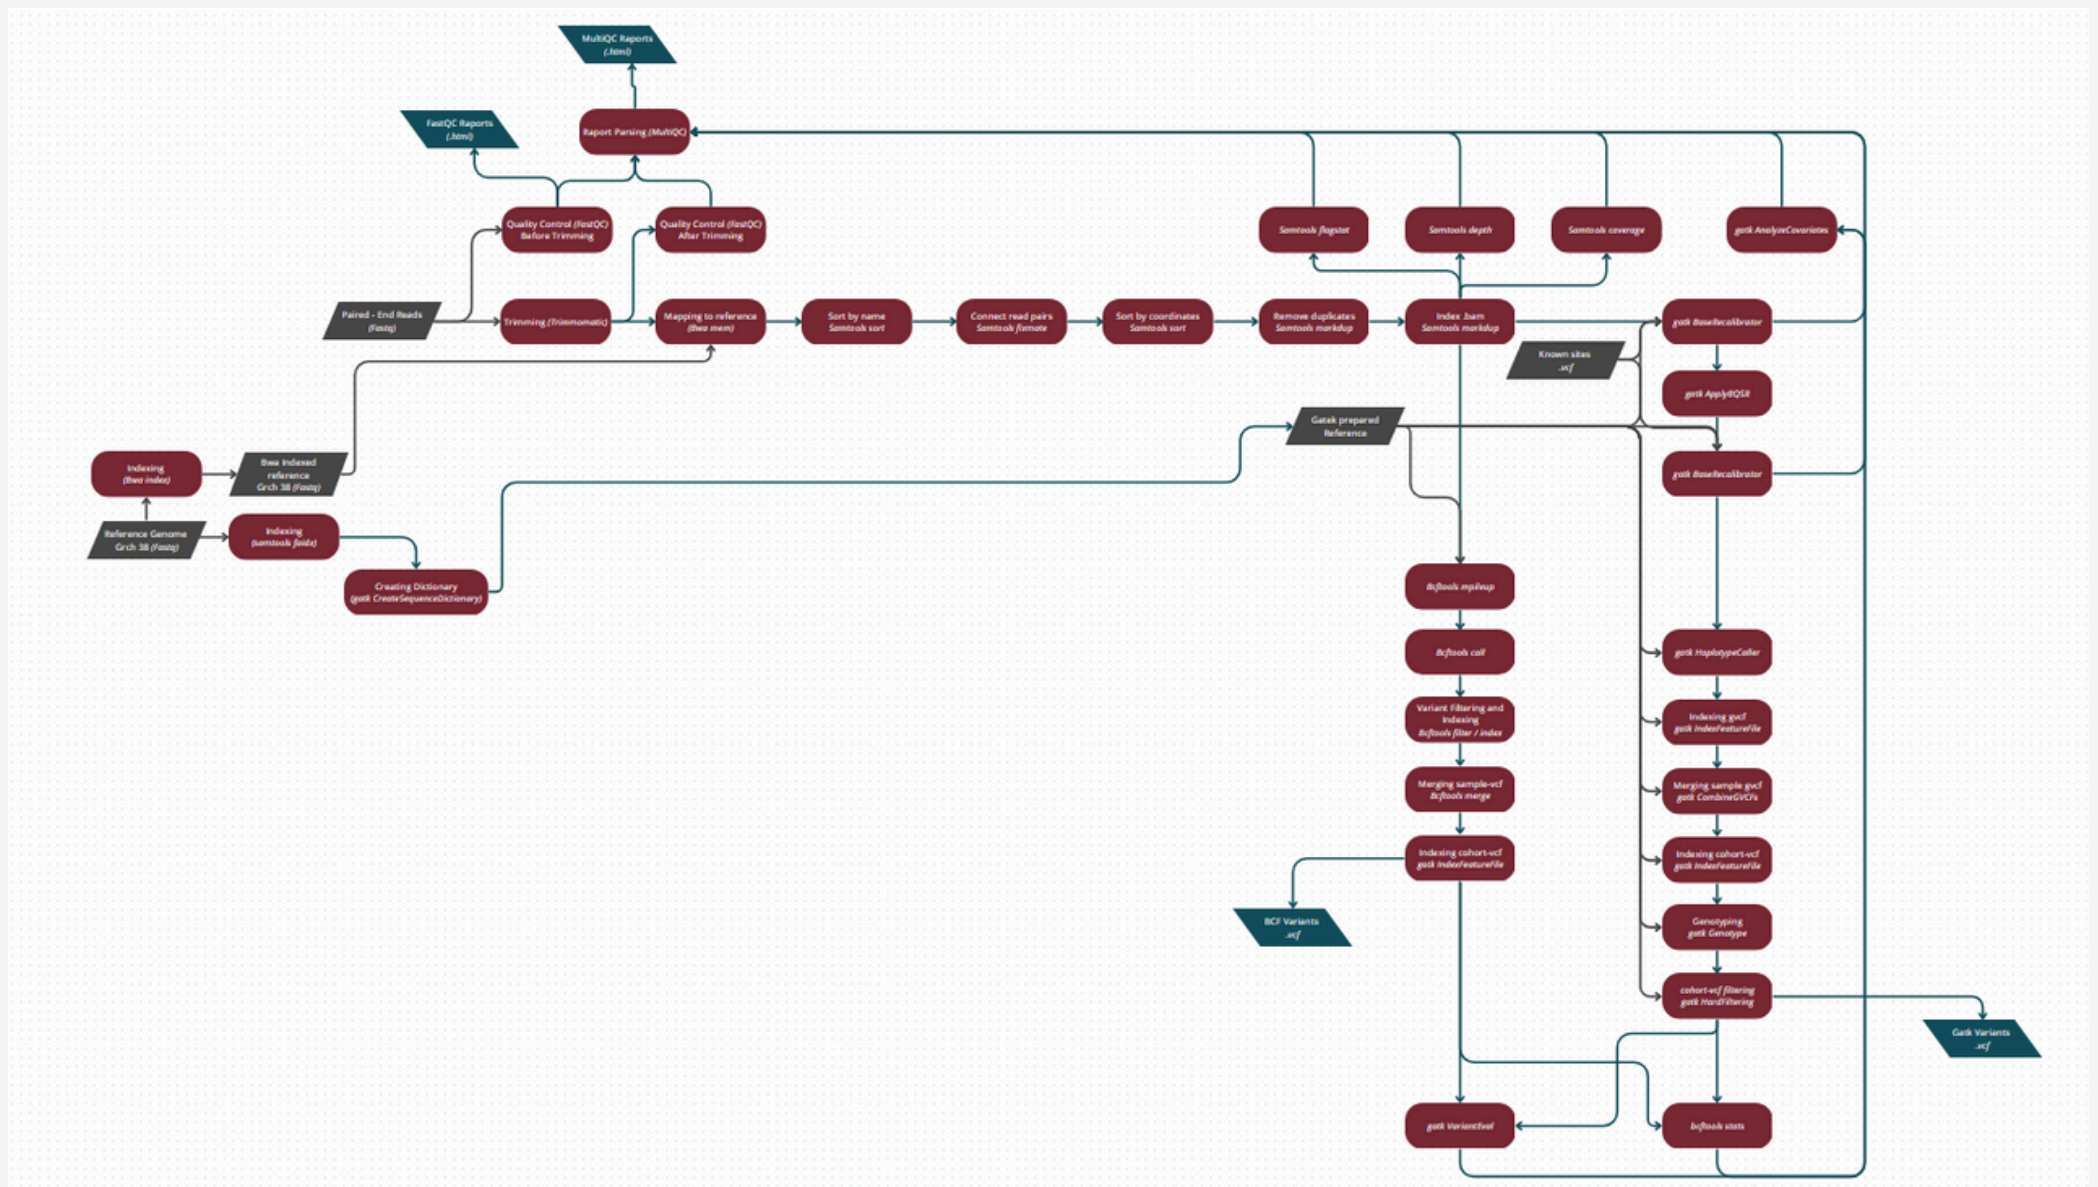 MultiQC Raports
(.html)
FastQC Raports
(.html)
Raport Parsing (MultiQC)
Quality Control (FastQC)
Before Trimming
Quality Control (FastQC)
After Trimming
Samtools flagstat
Samtools depth
Samtools coverage
gatk AnalyzeCovariates
Paired - End Reads
(Fastq)
Trimming (Trimmomatic)
Mapping to reference
(Bwa mem)
Sort by name
Samtools sort
Connect read pairs
Samtools fixmate
Sort by coordinates
Samtools sort
Remove duplicates
Samtools markdup
Index .bam
Samtools markdup
gatk BaseRecalibrator
Known sites
.vcf
gatk ApplyBQSR
Gatek prepared
Reference
Indexing
(Bwa index)
Bwa Indexed
reference
Grch 38 (Fastq)
gatk BaseRecalibrator
Reference Genome
Grch 38 (Fastq)
Indexing
(samtools faidx)
Creating Dictionary
(gatk CreateSequenceDictionary)
Bcftools mpileup
Bcftools call
gatk HaplotypeCaller
Variant Filtering and
Indexing
Bcftools filter / index
Indexing gvcf
gatk IndexFeatureFile
Merging sample-vcf
Bcftools merge
Merging sample gvcf
gatk CombineGVCFs
Indexing cohort-vcf
gatk IndexFeatureFile
Indexing cohort-vcf
gatk IndexFeatureFile
BCF Variants
.vcf
Genotyping
gatk Genotype
cohort-vcf filtering
gatk HardFiltering
Gatk Variants
.vcf
gatk VariantEval
bcftools stats